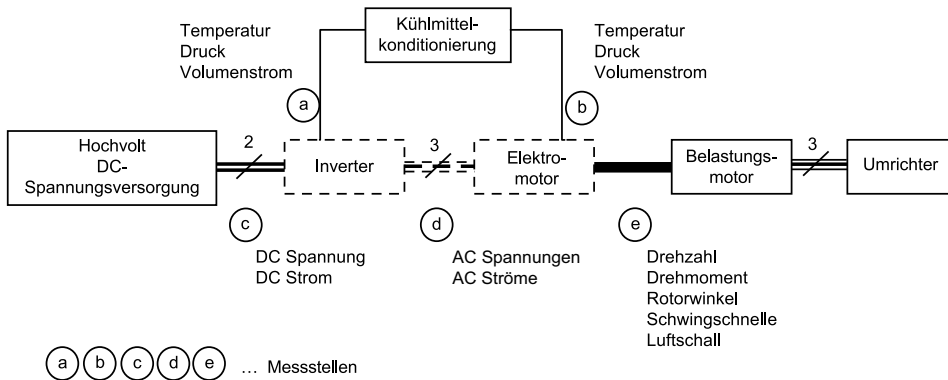 Temperatur
Druck
Volumenstrom
Kühlmittel-
konditionierung
Temperatur
Druck
Volumenstrom
a
b
Hochvolt
DC-
Spannungsversorgung
2
Inverter
3
Elektro-
motor
Belastungs-
motor
3
Umrichter
c
d
e
DC Spannung
DC Strom
AC Spannungen
AC Ströme
Drehzahl
Drehmoment
Rotorwinkel
Schwingschnelle
Luftschall
a b c d e ... Messstellen